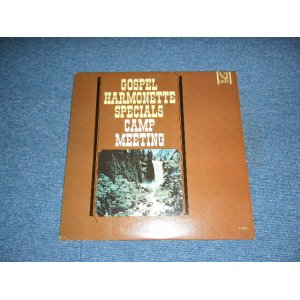 GOSPEL
HARMONETTE
SPECIALS
CAMP
MEETING